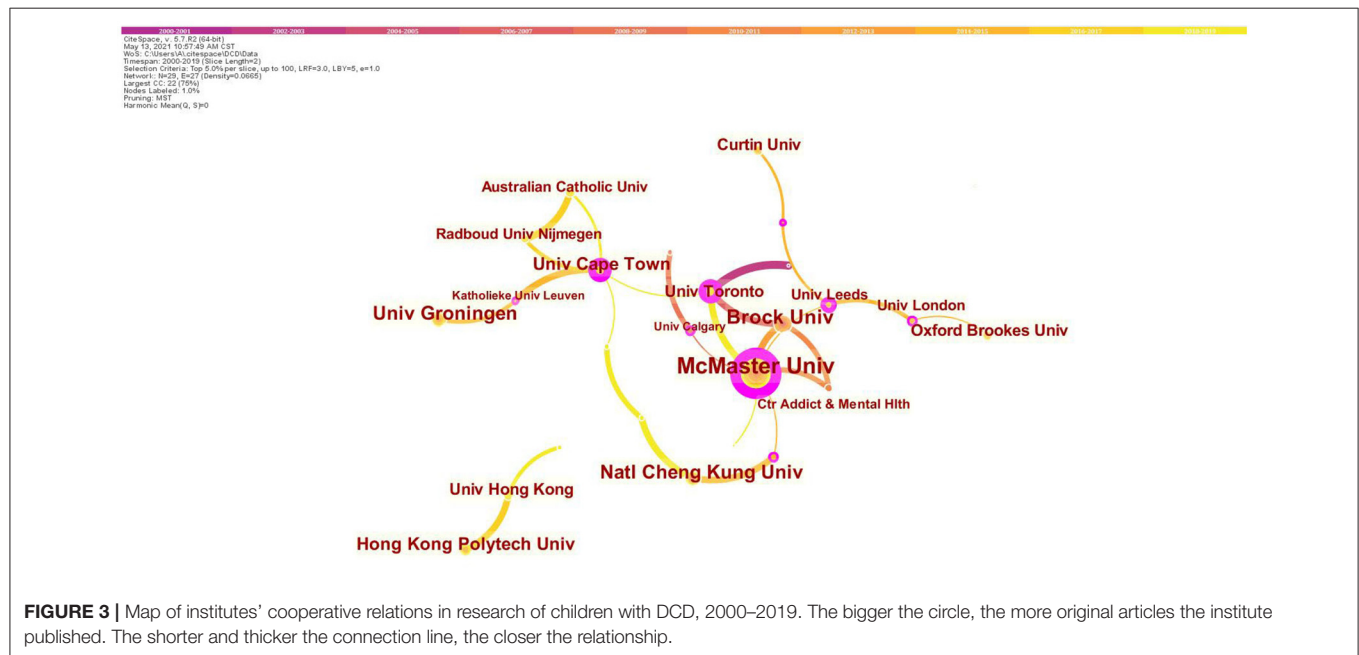 2000-2001 2002-2003 2004-2005 2006-2007 2008-2009 2010-2011 2012-2013 2014-2015 2016-2017 2018-2019
CiteSpace, v. 5.7.R2 (64-bit)
May 13, 2021 10:57:49 AM CST
WoS: C:\Users\A\.citespace\DCD\Data
Timespan: 2000-2019 (Slice Length=2)
Selection Criteria: Top 5.0% per slice, up to 100, LRF=3.0, LBY=5, e=1.0
Network: N=29, E=27 (Density=0.0665)
Largest CC: 22 (75%)
Nodes Labeled: 1.0%
Pruning: MST
Harmonic Mean(Q, S)=0
Curtin Univ
Australian Catholic Univ
Radboud Univ Nijmegen
Univ Cape Town
Univ Toronto
Katholieke Univ Leuven
Univ Leeds
Univ London
Univ Groningen
Brock Univ
Univ Calgary
Oxford Brookes Univ
McMaster Univ
Ctr Addict & Mental Hlth
Natl Cheng Kung Univ
Univ Hong Kong
Hong Kong Polytech Univ
FIGURE 3 | Map of institutes' cooperative relations in research of children with DCD, 2000–2019. The bigger the circle, the more original articles the institute
published. The shorter and thicker the connection line, the closer the relationship.